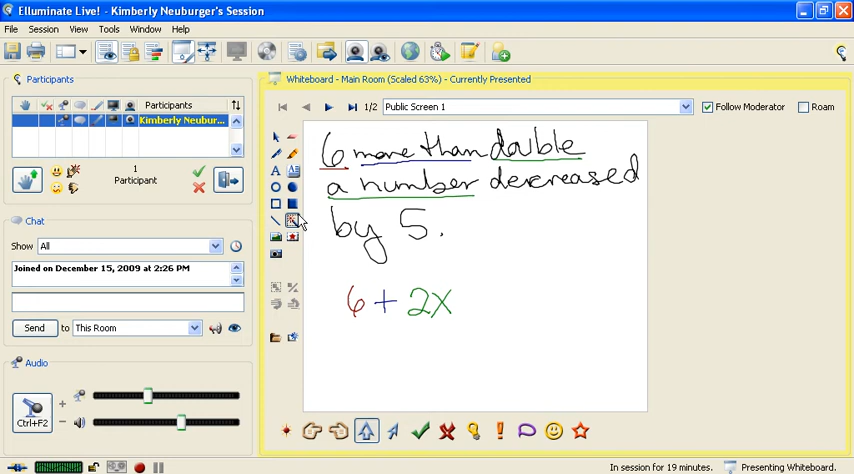 Elluminate Live! - Kimberly Neuburger's Session
File Session View Tools Window Help
Participants
Whiteboard - Main Room (Scaled 63%) - Currently Presented
1/2 Public Screen 1 Follow Moderator Roam
Participants
Kimberly Neubur...
1
Participant
Chat
Show All
Joined on December 15, 2009 at 2:26 PM
Send to This Room
Audio
Ctrl+F2
6 more than double
a number decreased
by 5.
6 + 2x
In session for 19 minutes. Presenting Whiteboard.